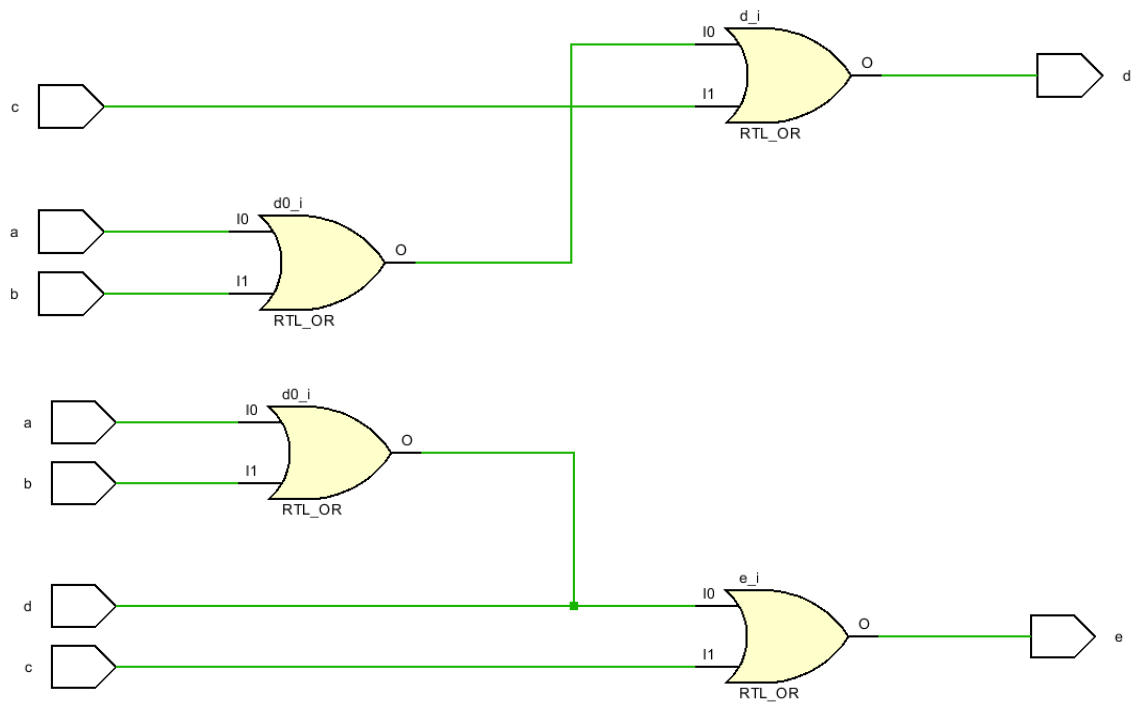 d_i
I0
O
d
I1
c
RTL_OR
d0_i
I0
a
O
I1
b
RTL_OR
d0_i
I0
a
O
I1
b
RTL_OR
e_i
I0
d
O
e
I1
c
RTL_OR